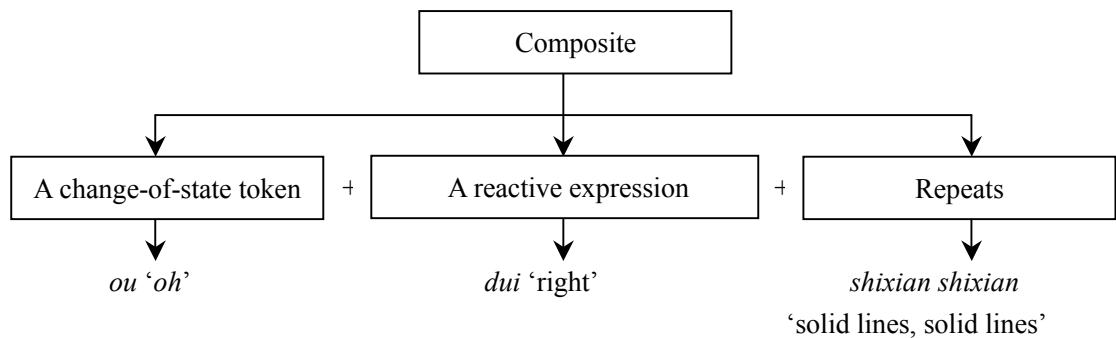 Composite
A change-of-state token + A reactive expression + Repeats
ou ‘oh’ dui ‘right’ shixian shixian
‘solid lines, solid lines’